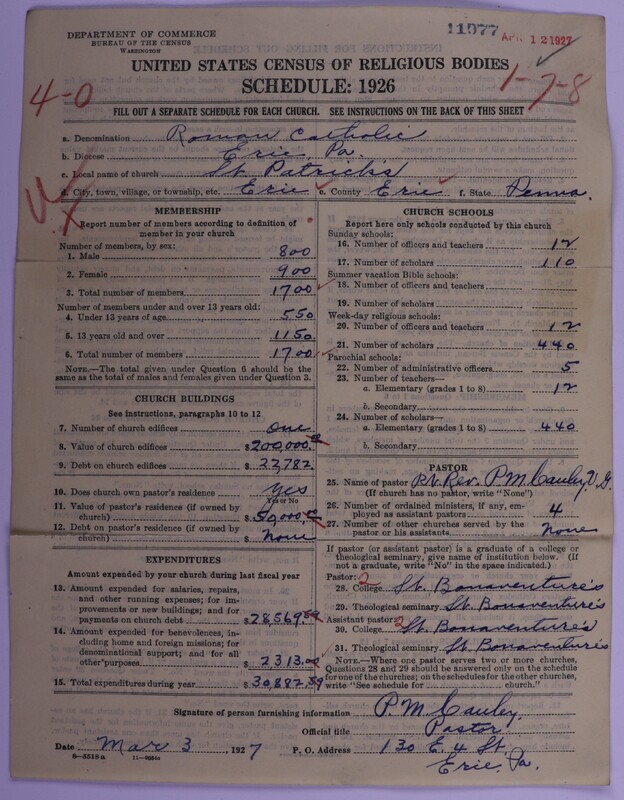 DEPARTMENT OF COMMERCE
BUREAU OF THE CENSUS
WASHINGTON
11977
APR 12 1927
UNITED STATES CENSUS OF RELIGIOUS BODIES
SCHEDULE: 1926
4-0
1-7-8
FILL OUT A SEPARATE SCHEDULE FOR EACH CHURCH. SEE INSTRUCTIONS ON THE BACK OF THIS SHEET
a. Denomination Roman Catholic
b. Diocese Erie, Pa.
c. Local name of church St. Patrick's
d. City, town, village, or township, etc. Erie e. County Erie f. State Penna.
MEMBERSHIP
Report number of members according to definition of
member in your church
Number of members, by sex:
1. Male 800
2. Female 900
3. Total number of members 1700
Number of members under and over 13 years old:
4. Under 13 years of age 550
5. 13 years old and over 1150
6. Total number of members 1700
NOTE.—The total given under Question 6 should be
same as the total of males and females given under Question 3.
CHURCH BUILDINGS
See instructions, paragraphs 10 to 12
7. Number of church edifices One
8. Value of church edifices $200,000
9. Debt on church edifices $27,782
10. Does church own pastor's residence Yes
Yes or No
11. Value of pastor's residence (if owned by
church) $50,000
12. Debt on pastor's residence (if owned by
church) $None
EXPENDITURES
Amount expended by your church during last fiscal year
13. Amount expended for salaries, repairs,
and other running expenses; for im-
provements or new buildings; and for
payments on church debt $28,569.59
14. Amount expended for benevolences, in-
cluding home and foreign missions; for
denominational support; and for all
other purposes $2313.00
15. Total expenditures during year $30,882.59
CHURCH SCHOOLS
Report here only schools conducted by this church
Sunday schools:
16. Number of officers and teachers 12
17. Number of scholars 110
Summer vacation Bible schools:
18. Number of officers and teachers
19. Number of scholars
Week-day religious schools:
20. Number of officers and teachers 12
21. Number of scholars 440
Parochial schools:
22. Number of administrative officers 5
23. Number of teachers—
a. Elementary (grades 1 to 8) 12
b. Secondary
24. Number of scholars—
a. Elementary (grades 1 to 8) 440
b. Secondary
PASTOR
25. Name of pastor Rt. Rev. P M Cauley, V. G.
(If church has no pastor, write "None")
26. Number of ordained ministers, if any, em-
ployed as assistant pastors 4
27. Number of other churches served by the
pastor or his assistants None
If pastor (or assistant pastor) is a graduate of a college or
theological seminary, give name of institution below. (If
not a graduate, write "No" in the space indicated.)
Pastor: 2
28. College St. Bonaventure's
29. Theological seminary St. Bonaventure's
Assistant pastor: 2
30. College St. Bonaventure's
31. Theological seminary St. Bonaventure's
NOTE.—Where one pastor serves two or more churches,
Questions 28 and 29 should be answered only on the schedule
for one of the churches; on the schedules for the other churches,
write "See schedule for church."
Signature of person furnishing information P. M. Cauley
Official title Pastor
Date Mar 3, 1927 P. O. Address 130 E. 4 St.
Erie, Pa.